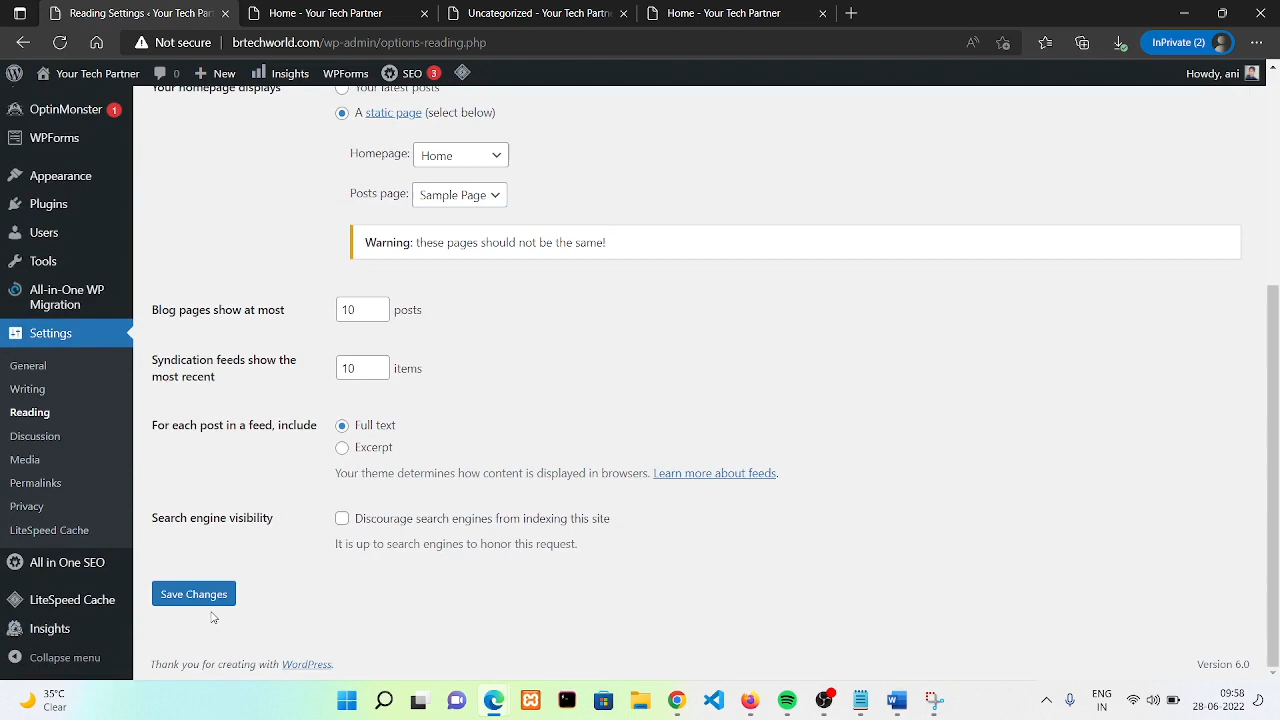 Reading Settings - Your Tech Par
Home - Your Tech Partner
Uncategorized - Your Tech Partn
Home - Your Tech Partner
Not secure
brtechworld.com/wp-admin/options-reading.php
InPrivate (2)
Your Tech Partner
0
New
Insights
WPForms
SEO
3
Howdy, ani
OptinMonster 1
WPForms
Appearance
Plugins
Users
Tools
All-in-One WP
Migration
Settings
General
Writing
Reading
Discussion
Media
Permalinks
Privacy
LiteSpeed Cache
All in One SEO
LiteSpeed Cache
Insights
Collapse menu
Your homepage displays
Your latest posts
A static page (select below)
Homepage: Home
Posts page: Sample Page
Warning: these pages should not be the same!
Blog pages show at most
10 posts
Syndication feeds show the
most recent
10 items
For each post in a feed, include
Full text
Excerpt
Your theme determines how content is displayed in browsers. Learn more about feeds.
Search engine visibility
Discourage search engines from indexing this site
It is up to search engines to honor this request.
Save Changes
Thank you for creating with WordPress.
Version 6.0
35°C
Clear
ENG
IN
09:58
29-06-2022